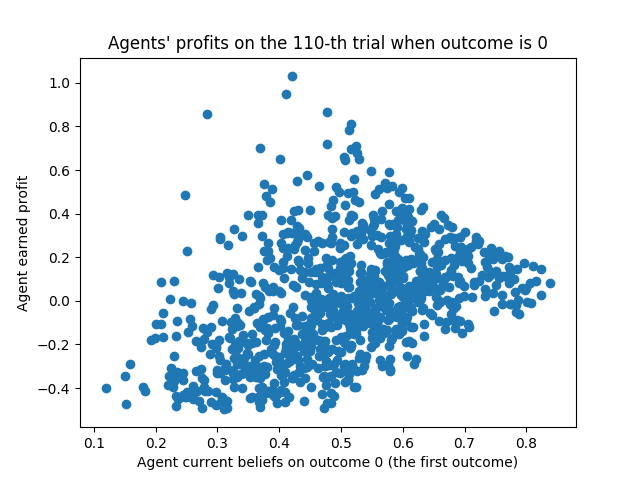 Agents' profits on the 110-th trial when outcome is 0
Agent earned profit
1.0
0.8
0.6
0.4
0.2
0.0
−0.2
−0.4
0.1 0.2 0.3 0.4 0.5 0.6 0.7 0.8
Agent current beliefs on outcome 0 (the first outcome)